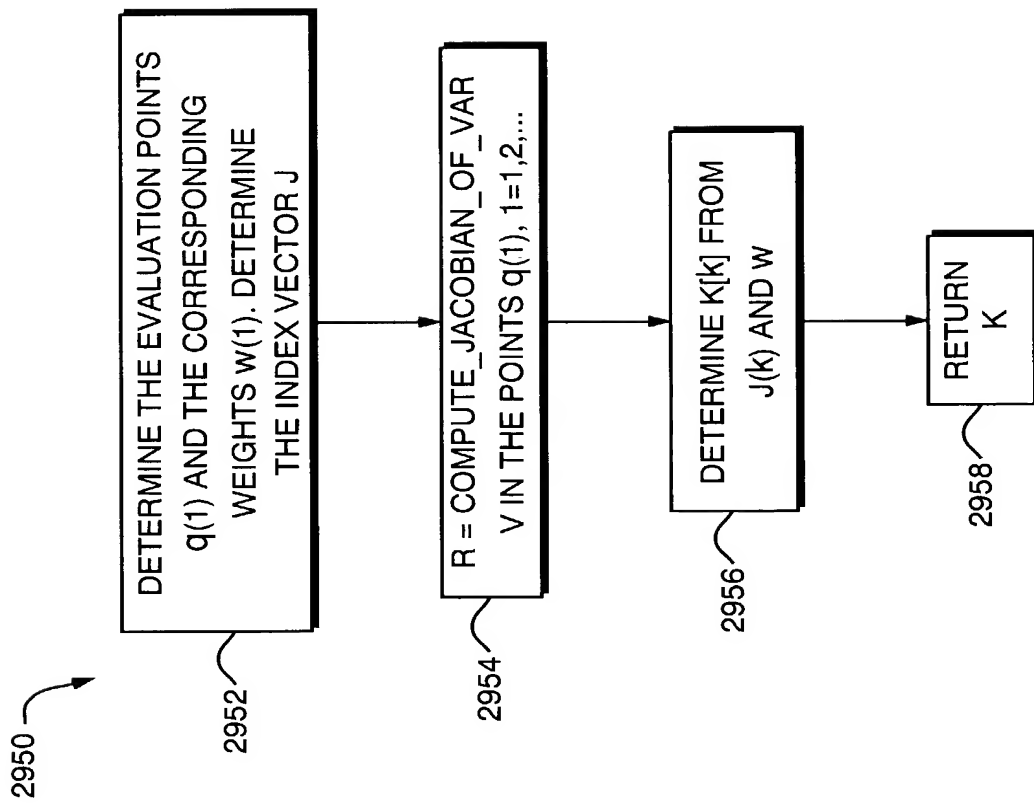 2950
DETERMINE THE EVALUATION POINTS
q(1) AND THE CORRESPONDING
WEIGHTS w(1). DETERMINE
THE INDEX VECTOR J
2952
R = COMPUTE_JACOBIAN_OF_VAR
V IN THE POINTS q(1), 1=1,2,...
2954
DETERMINE K[k] FROM
J(k) AND w
2956
RETURN
K
2958